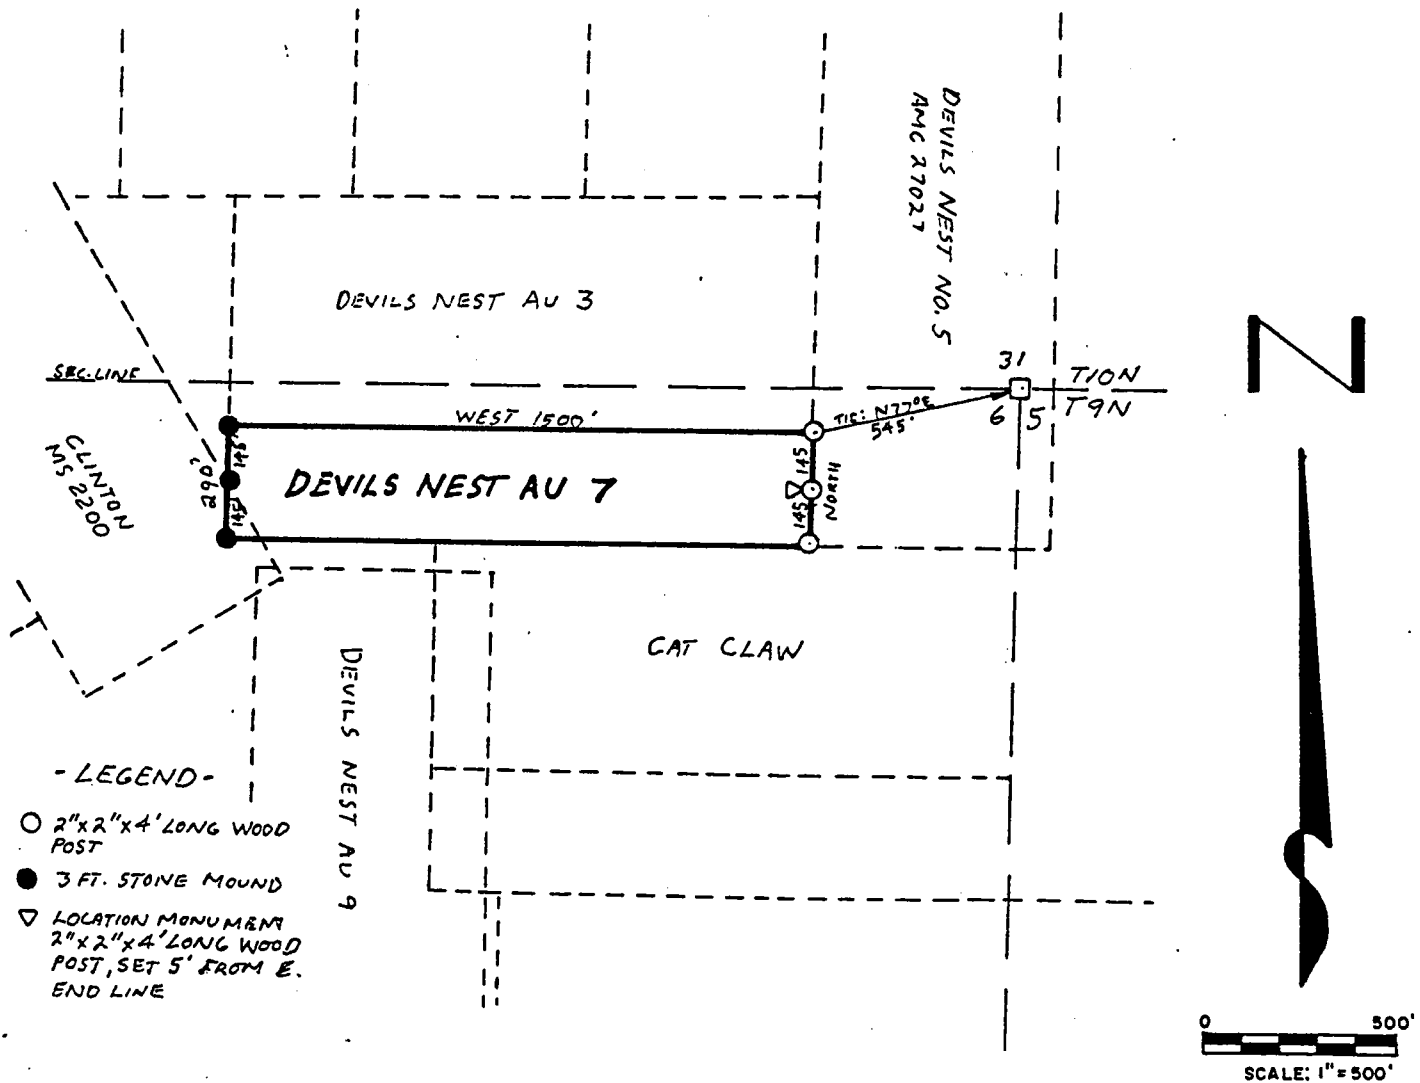 DEVILS NEST NO. 5
AMC 27027
DEVILS NEST AU 3
SEC. LINE
31
T10N
6 5 T9N
WEST 1500'
TIE: N77°E
545'
CLINTON
MS 2200
290'
145'
145'
DEVILS NEST AU 7
145
145
NORTH
CAT CLAW
DEVILS NEST AU 9
- LEGEND -
2"x2"x4' LONG WOOD
POST
3 FT. STONE MOUND
LOCATION MONUMENT
2"x2"x4' LONG WOOD
POST, SET 5' FROM E.
END LINE
N
0 500'
SCALE: 1"=500'